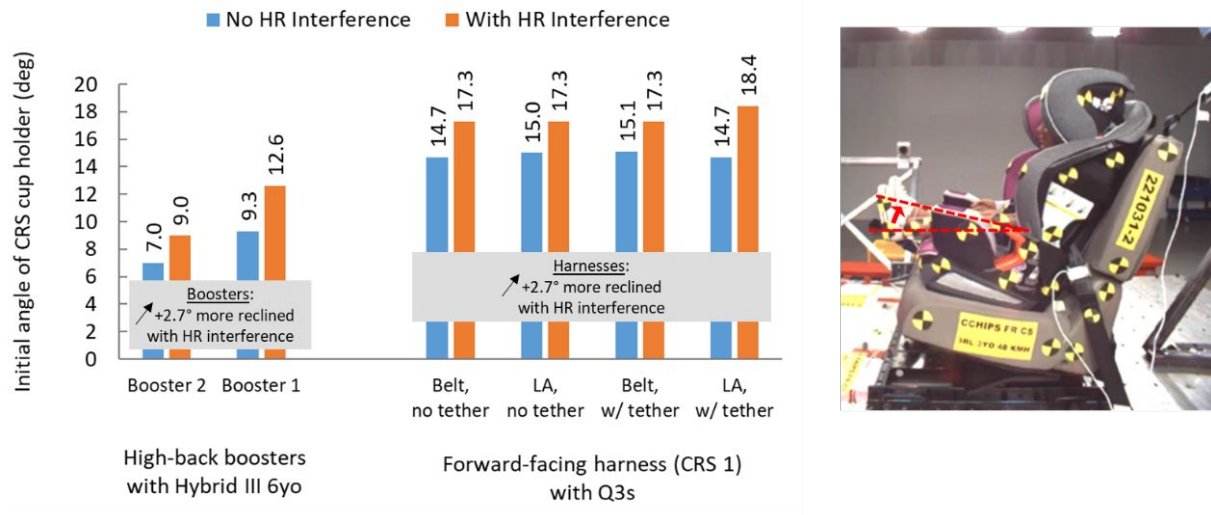 No HR Interference With HR Interference
Initial angle of CRS cup holder (deg)
20
18
16
14
12
10
8
6
4
2
0
7.0
9.0
9.3
12.6
14.7
17.3
15.0
17.3
15.1
17.3
14.7
18.4
Boosters:
+2.7° more reclined
with HR interference
Harnesses:
+2.7° more reclined
with HR interference
Booster 2 Booster 1
Belt,
no tether
LA,
no tether
Belt,
w/ tether
LA,
w/ tether
High-back boosters
with Hybrid III 6yo
Forward-facing harness (CRS 1)
with Q3s
221031-2
CCHIPS FR CS
3RL 3YO 48 KMH